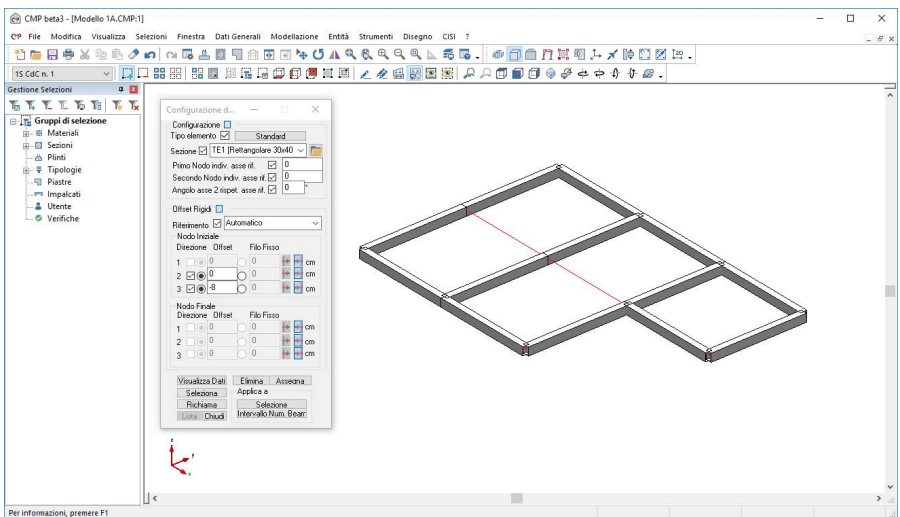 CMP beta3 - [Modello 1A.CMP:1]
File Modifica Visualizza Selezioni Finestra Dati Generali Modellazione Entità Strumenti Disegno CISI ?
1S CdC n. 1
Gestione Selezioni
Gruppi di selezione
Materiali
Sezioni
Plinti
Tipologie
Piastre
Impalcati
Utente
Verifiche
Configurazione d...
Configurazione
Tipo elemento Standard
Sezione TE1 [Rettangolare 30x40
Primo Nodo indiv. asse rif. 0
Secondo Nodo indiv. asse rif. 0
Angolo asse 2 rispet. asse rif. 0 °
Offset Rigidi
Riferimento Automatico
Nodo Iniziale
Direzione Offset Filo Fisso
1 0 0 cm
2 0 0 cm
3 -8 0 cm
Nodo Finale
Direzione Offset Filo Fisso
1 0 0 cm
2 0 0 cm
3 0 0 cm
Visualizza Dati Elimina Assegna
Seleziona Applica a
Richiama Selezione
Lista Chiudi Intervallo Num. Beam
z
y
x
Per informazioni, premere F1